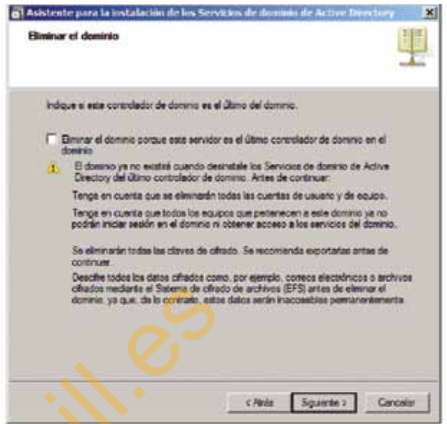 Asistente para la instalación de los Servicios de dominio de Active Directory
Eliminar el dominio
Indique si este controlador de dominio es el último del dominio.
Eliminar el dominio porque este servidor es el último controlador de dominio en el
dominio
El dominio ya no existirá cuando desinstale los Servicios de dominio de Active
Directory del último controlador de dominio. Antes de continuar:
Tenga en cuenta que se eliminarán todas las cuentas de usuario y de equipo.
Tenga en cuenta que todos los equipos que pertenecen a este dominio ya no
podrán iniciar sesión en el dominio ni obtener acceso a los servicios del dominio.
Se eliminarán todas las claves de cifrado. Se recomienda exportarlas antes de
continuar.
Descifre todos los datos cifrados como, por ejemplo, correos electrónicos o archivos
cifrados mediante el Sistema de cifrado de archivos (EFS) antes de eliminar el
dominio, ya que, de lo contrario, estos datos serán inaccesibles permanentemente.
< Atrás
Siguiente >
Cancelar
ill.es